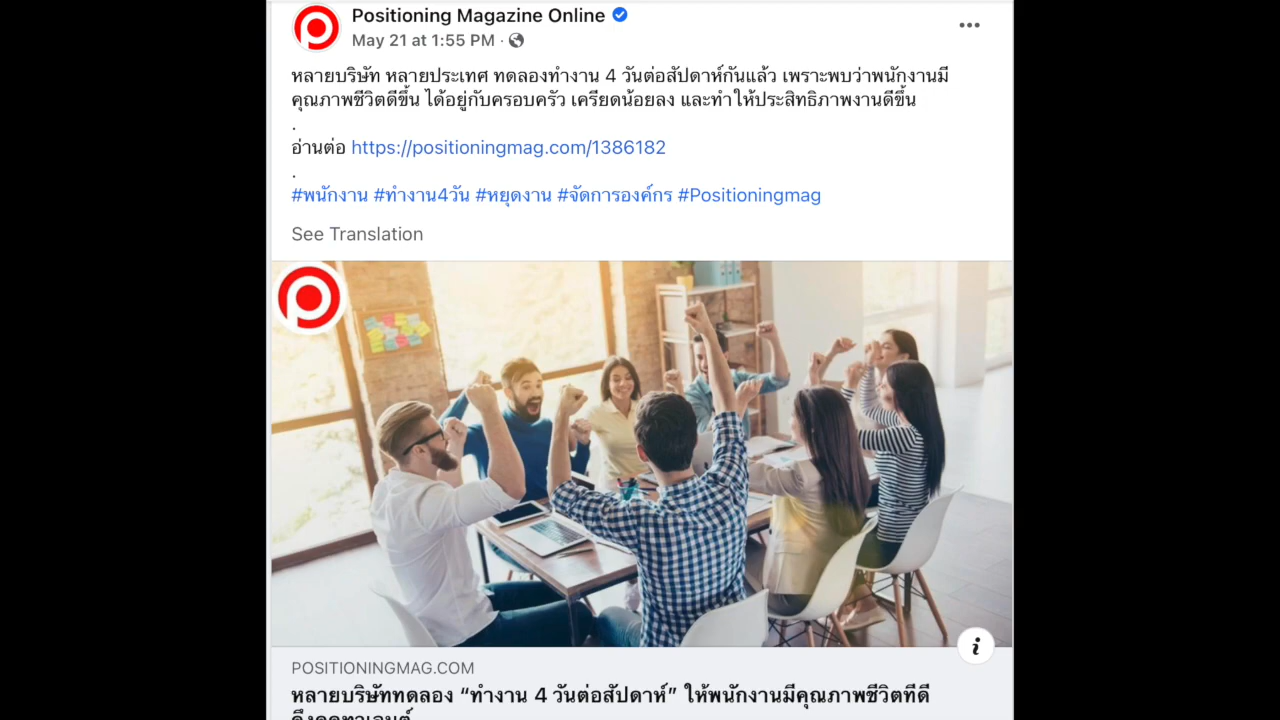 Positioning Magazine Online
May 21 at 1:55 PM ·
หลายบริษัท หลายประเทศ ทดลองทำงาน 4 วันต่อสัปดาห์กันแล้ว เพราะพบว่าพนักงานมี
คุณภาพชีวิตดีขึ้น ได้อยู่กับครอบครัว เครียดน้อยลง และทำให้ประสิทธิภาพงานดีขึ้น
.
อ่านต่อ https://positioningmag.com/1386182
.
#พนักงาน #ทำงาน4วัน #หยุดงาน #จัดการองค์กร #Positioningmag
See Translation
POSITIONINGMAG.COM
หลายบริษัททดลอง “ทำงาน 4 วันต่อสัปดาห์” ให้พนักงานมีคุณภาพชีวิตที่ดี